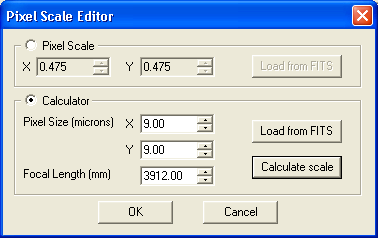 Pixel Scale Editor
Pixel Scale
X 0.475 Y 0.475 Load from FITS
Calculator
Pixel Size (microns) X 9.00 Load from FITS
Y 9.00
Calculate scale
Focal Length (mm) 3912.00
OK Cancel